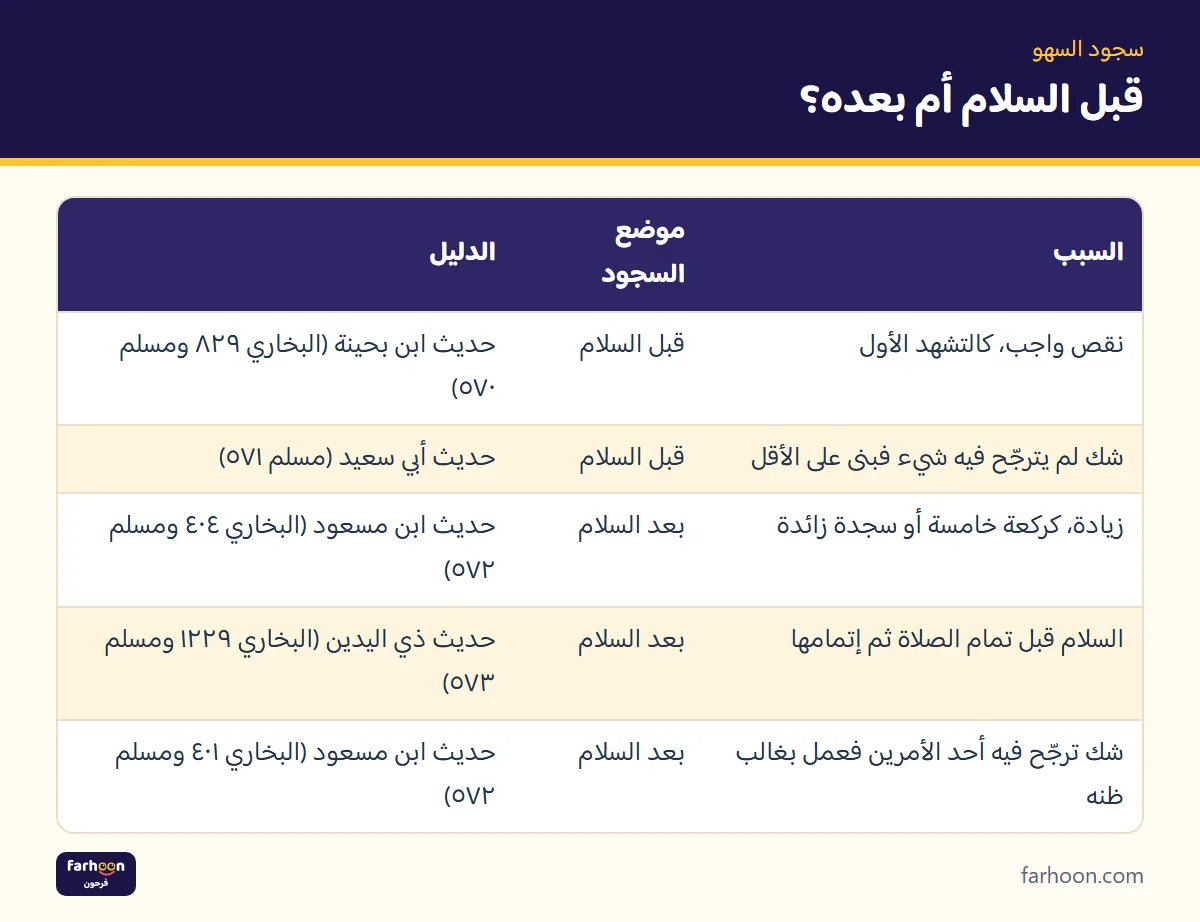 سجود السهو
قبل السلام أم بعده؟
السبب
موضع
السجود
الدليل
نقص واجب، كالتشهد الأول
قبل السلام
حديث ابن بحينة (البخاري ٨٢٩ ومسلم
٥٧٠)
شك لم يترجّح فيه شيء فبنى على الأقل
قبل السلام
حديث أبي سعيد (مسلم ٥٧١)
زيادة، كركعة خامسة أو سجدة زائدة
بعد السلام
حديث ابن مسعود (البخاري ٤٠٤ ومسلم
٥٧٢)
السلام قبل تمام الصلاة ثم إتمامها
بعد السلام
حديث ذي اليدين (البخاري ١٢٢٩ ومسلم
٥٧٣)
شك ترجّح فيه أحد الأمرين فعمل بغالب
ظنه
بعد السلام
حديث ابن مسعود (البخاري ٤٠١ ومسلم
٥٧٢)
farhoon.com
farhoon
فرحون